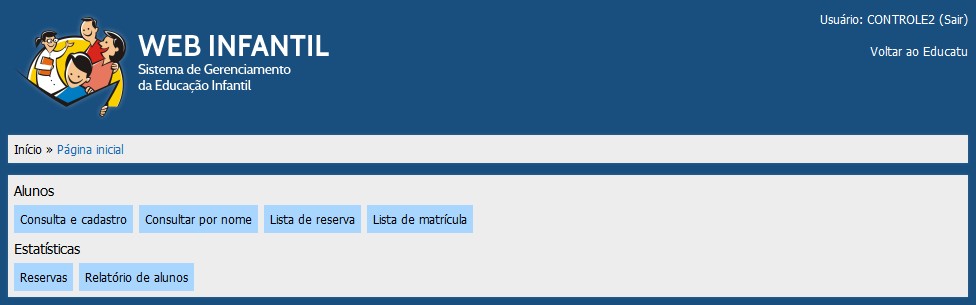 Usuário: CONTROLE2 (Sair)
WEB INFANTIL
Voltar ao Educatu
Sistema de Gerenciamento
da Educação Infantil
Início » Página inicial
Alunos
Consulta e cadastro Consultar por nome Lista de reserva Lista de matrícula
Estatísticas
Reservas Relatório de alunos